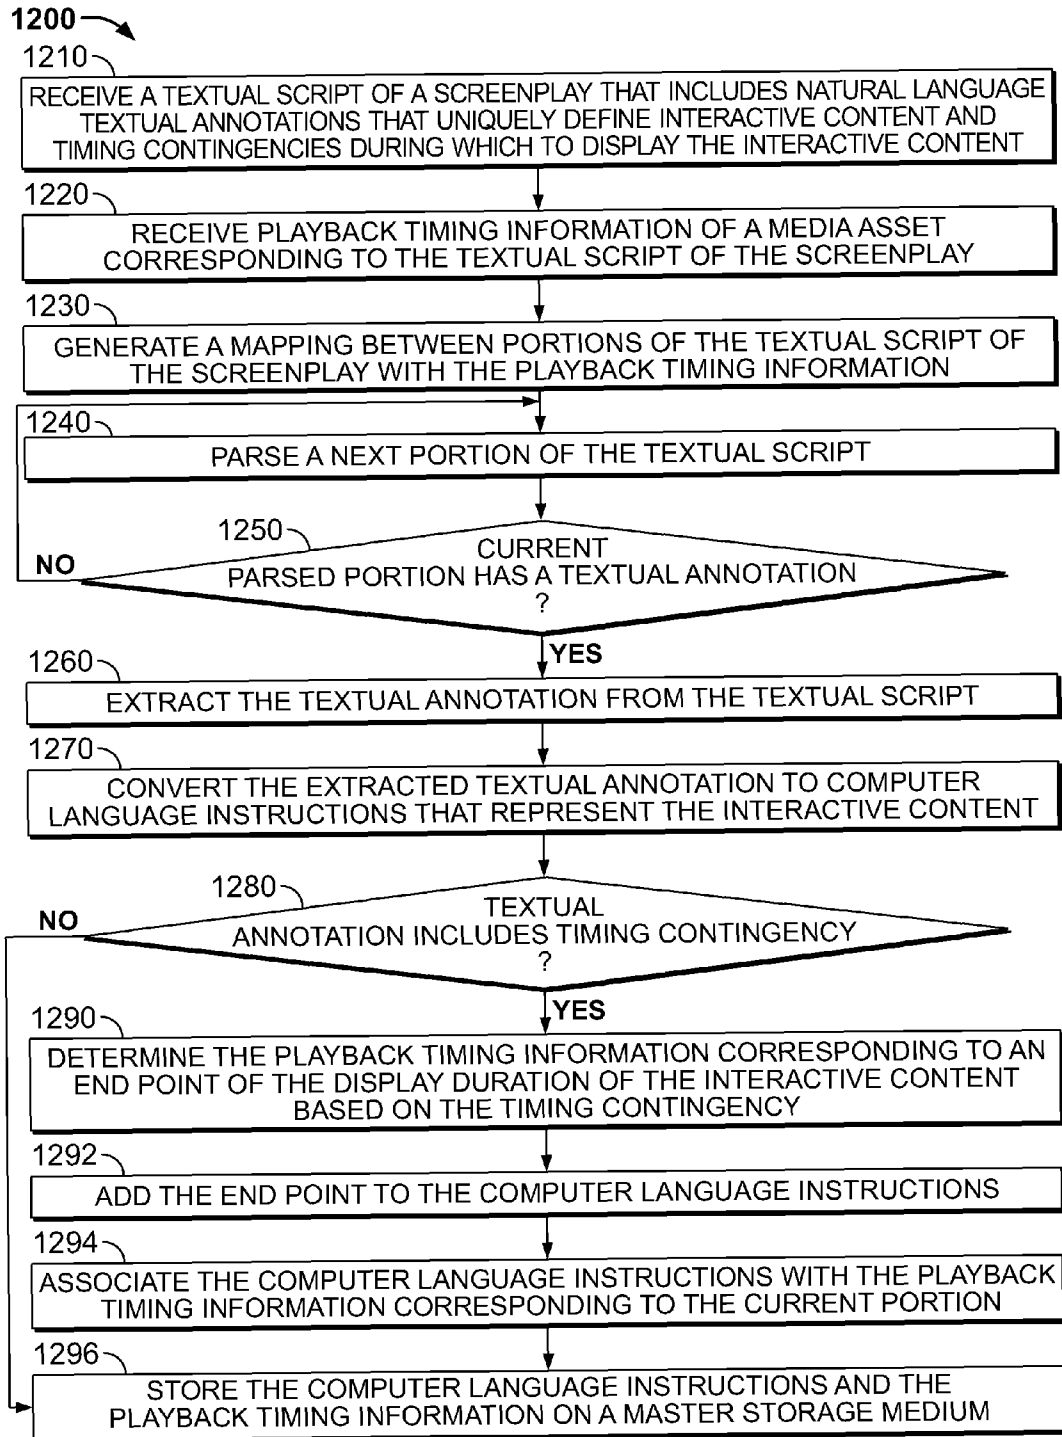 1200
1210
RECEIVE A TEXTUAL SCRIPT OF A SCREENPLAY THAT INCLUDES NATURAL LANGUAGE
TEXTUAL ANNOTATIONS THAT UNIQUELY DEFINE INTERACTIVE CONTENT AND
TIMING CONTINGENCIES DURING WHICH TO DISPLAY THE INTERACTIVE CONTENT
1220
RECEIVE PLAYBACK TIMING INFORMATION OF A MEDIA ASSET
CORRESPONDING TO THE TEXTUAL SCRIPT OF THE SCREENPLAY
1230
GENERATE A MAPPING BETWEEN PORTIONS OF THE TEXTUAL SCRIPT OF
THE SCREENPLAY WITH THE PLAYBACK TIMING INFORMATION
1240
PARSE A NEXT PORTION OF THE TEXTUAL SCRIPT
1250
CURRENT
NO
PARSED PORTION HAS A TEXTUAL ANNOTATION
?
YES
1260
EXTRACT THE TEXTUAL ANNOTATION FROM THE TEXTUAL SCRIPT
1270
CONVERT THE EXTRACTED TEXTUAL ANNOTATION TO COMPUTER
LANGUAGE INSTRUCTIONS THAT REPRESENT THE INTERACTIVE CONTENT
1280
TEXTUAL
NO
ANNOTATION INCLUDES TIMING CONTINGENCY
?
YES
1290
DETERMINE THE PLAYBACK TIMING INFORMATION CORRESPONDING TO AN
END POINT OF THE DISPLAY DURATION OF THE INTERACTIVE CONTENT
BASED ON THE TIMING CONTINGENCY
1292
ADD THE END POINT TO THE COMPUTER LANGUAGE INSTRUCTIONS
1294
ASSOCIATE THE COMPUTER LANGUAGE INSTRUCTIONS WITH THE PLAYBACK
TIMING INFORMATION CORRESPONDING TO THE CURRENT PORTION
1296
STORE THE COMPUTER LANGUAGE INSTRUCTIONS AND THE
PLAYBACK TIMING INFORMATION ON A MASTER STORAGE MEDIUM